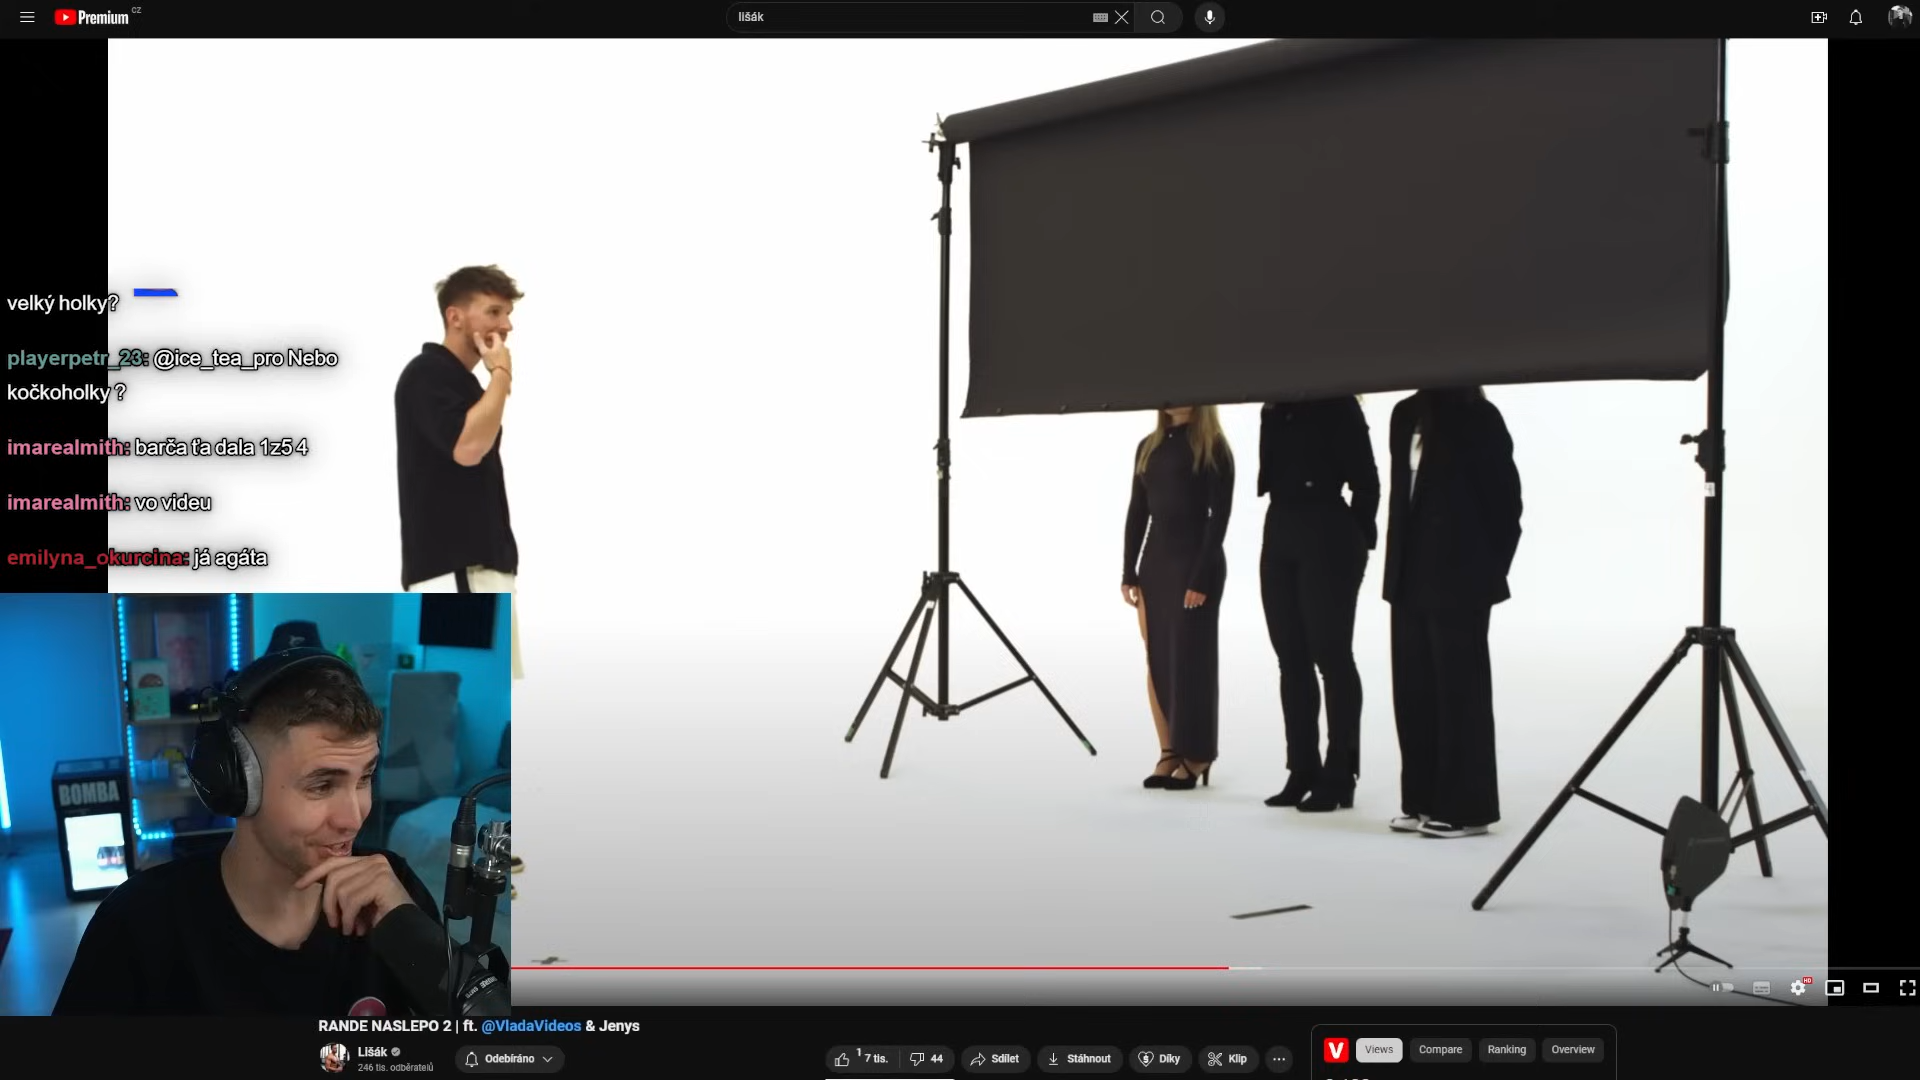 Premium CZ
lišák
velký holky?
playerpetr_23: @ice_tea_pro Nebo
kočkoholky ?
imarealmith: barča ťa dala 1z5 4
imarealmith: vo videu
emilyna_okurcina: já agáta
BOMBA
HD
RANDE NASLEPO 2 | ft. @VladaVideos & Jenys
Lišák
246 tis. odběratelů
Odebíráno
17 tis.
44
Sdílet
Stáhnout
Díky
Klip
V
Views
Compare
Ranking
Overview